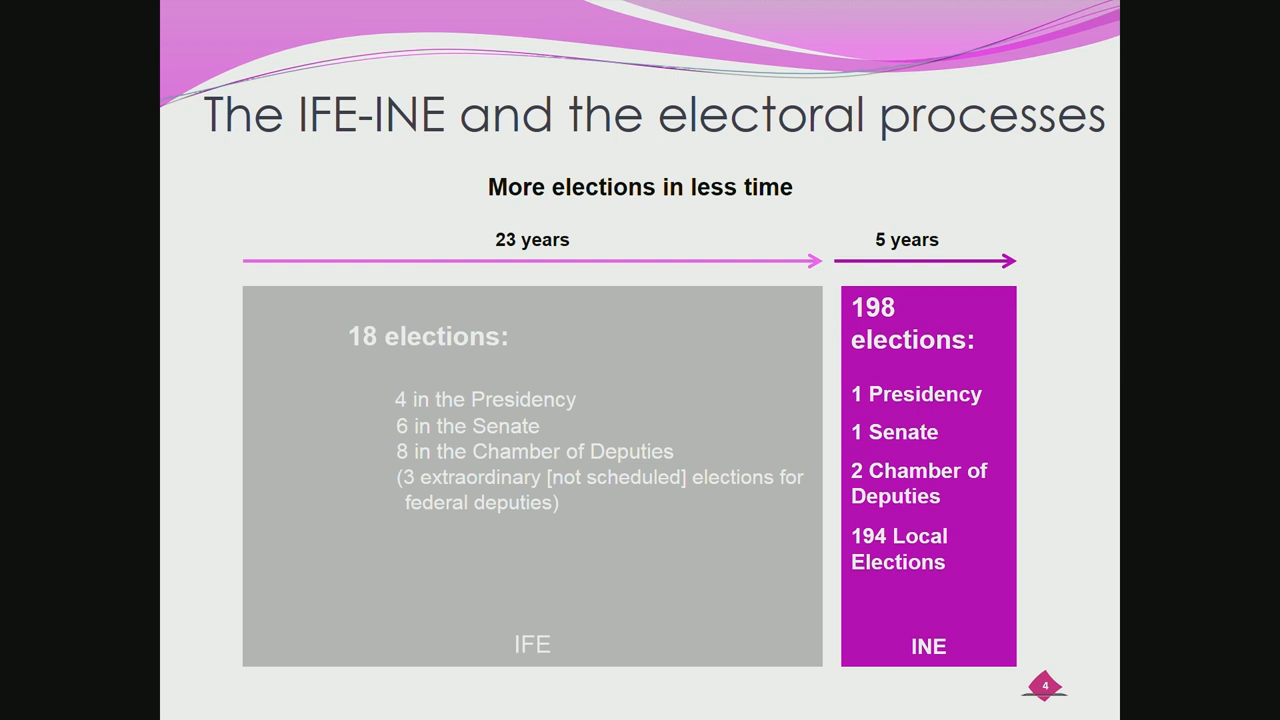 The IFE-INE and the electoral processes
More elections in less time
23 years
5 years
18 elections:
4 in the Presidency
6 in the Senate
8 in the Chamber of Deputies
(3 extraordinary [not scheduled] elections for
federal deputies)
IFE
198
elections:
1 Presidency
1 Senate
2 Chamber of
Deputies
194 Local
Elections
INE
4